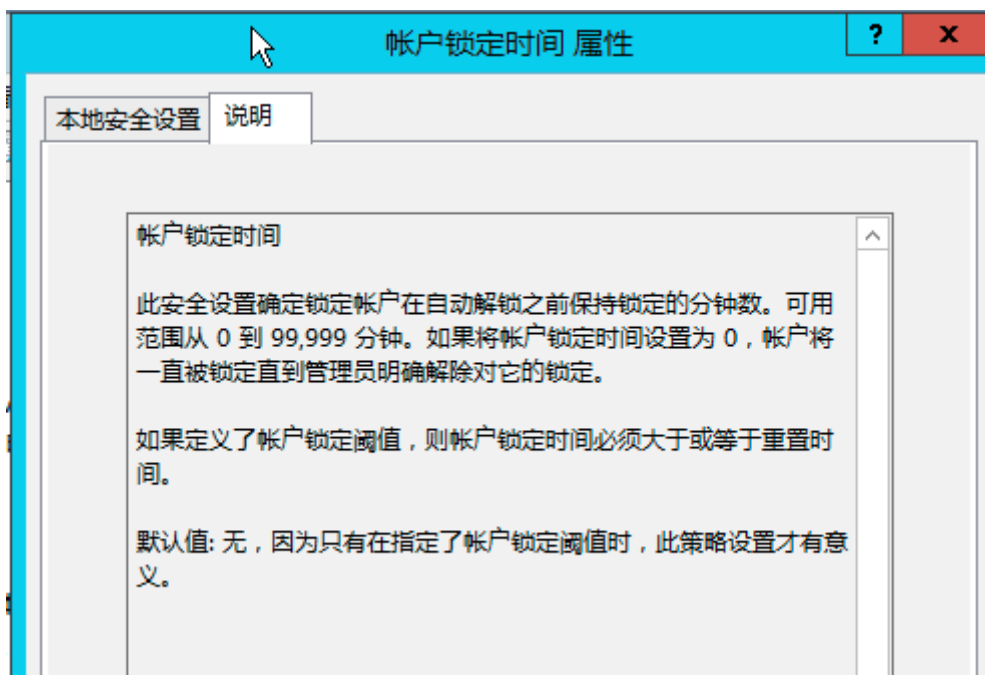 帐户锁定时间 属性
?
x
本地安全设置
说明
帐户锁定时间
此安全设置确定锁定帐户在自动解锁之前保持锁定的分钟数。可用
范围从 0 到 99,999 分钟。如果将帐户锁定时间设置为 0，帐户将
一直被锁定直到管理员明确解除对它的锁定。
如果定义了帐户锁定阈值，则帐户锁定时间必须大于或等于重置时
间。
默认值: 无，因为只有在指定了帐户锁定阈值时，此策略设置才有意
义。